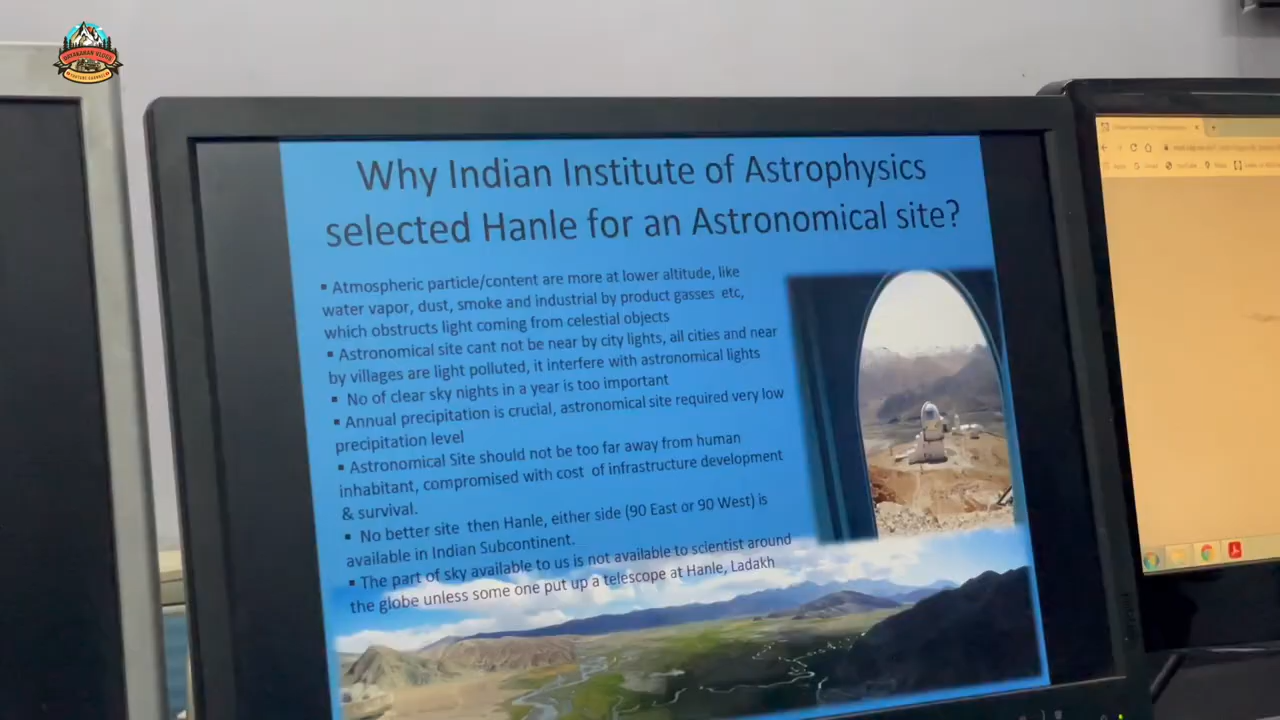 DAYAKARAN VLOGS
YOUTUBE CHANNEL
Why Indian Institute of Astrophysics
selected Hanle for an Astronomical site?
▪ Atmospheric particle/content are more at lower altitude, like
water vapor, dust, smoke and industrial by product gasses etc,
which obstructs light coming from celestial objects
▪ Astronomical site cant not be near by city lights, all cities and near
by villages are light polluted, it interfere with astronomical lights
▪ No of clear sky nights in a year is too important
▪ Annual precipitation is crucial, astronomical site required very low
precipitation level
▪ Astronomical Site should not be too far away from human
inhabitant, compromised with cost of infrastructure development
& survival.
▪ No better site then Hanle, either side (90 East or 90 West) is
available in Indian Subcontinent.
▪ The part of sky available to us is not available to scientist around
the globe unless some one put up a telescope at Hanle, Ladakh